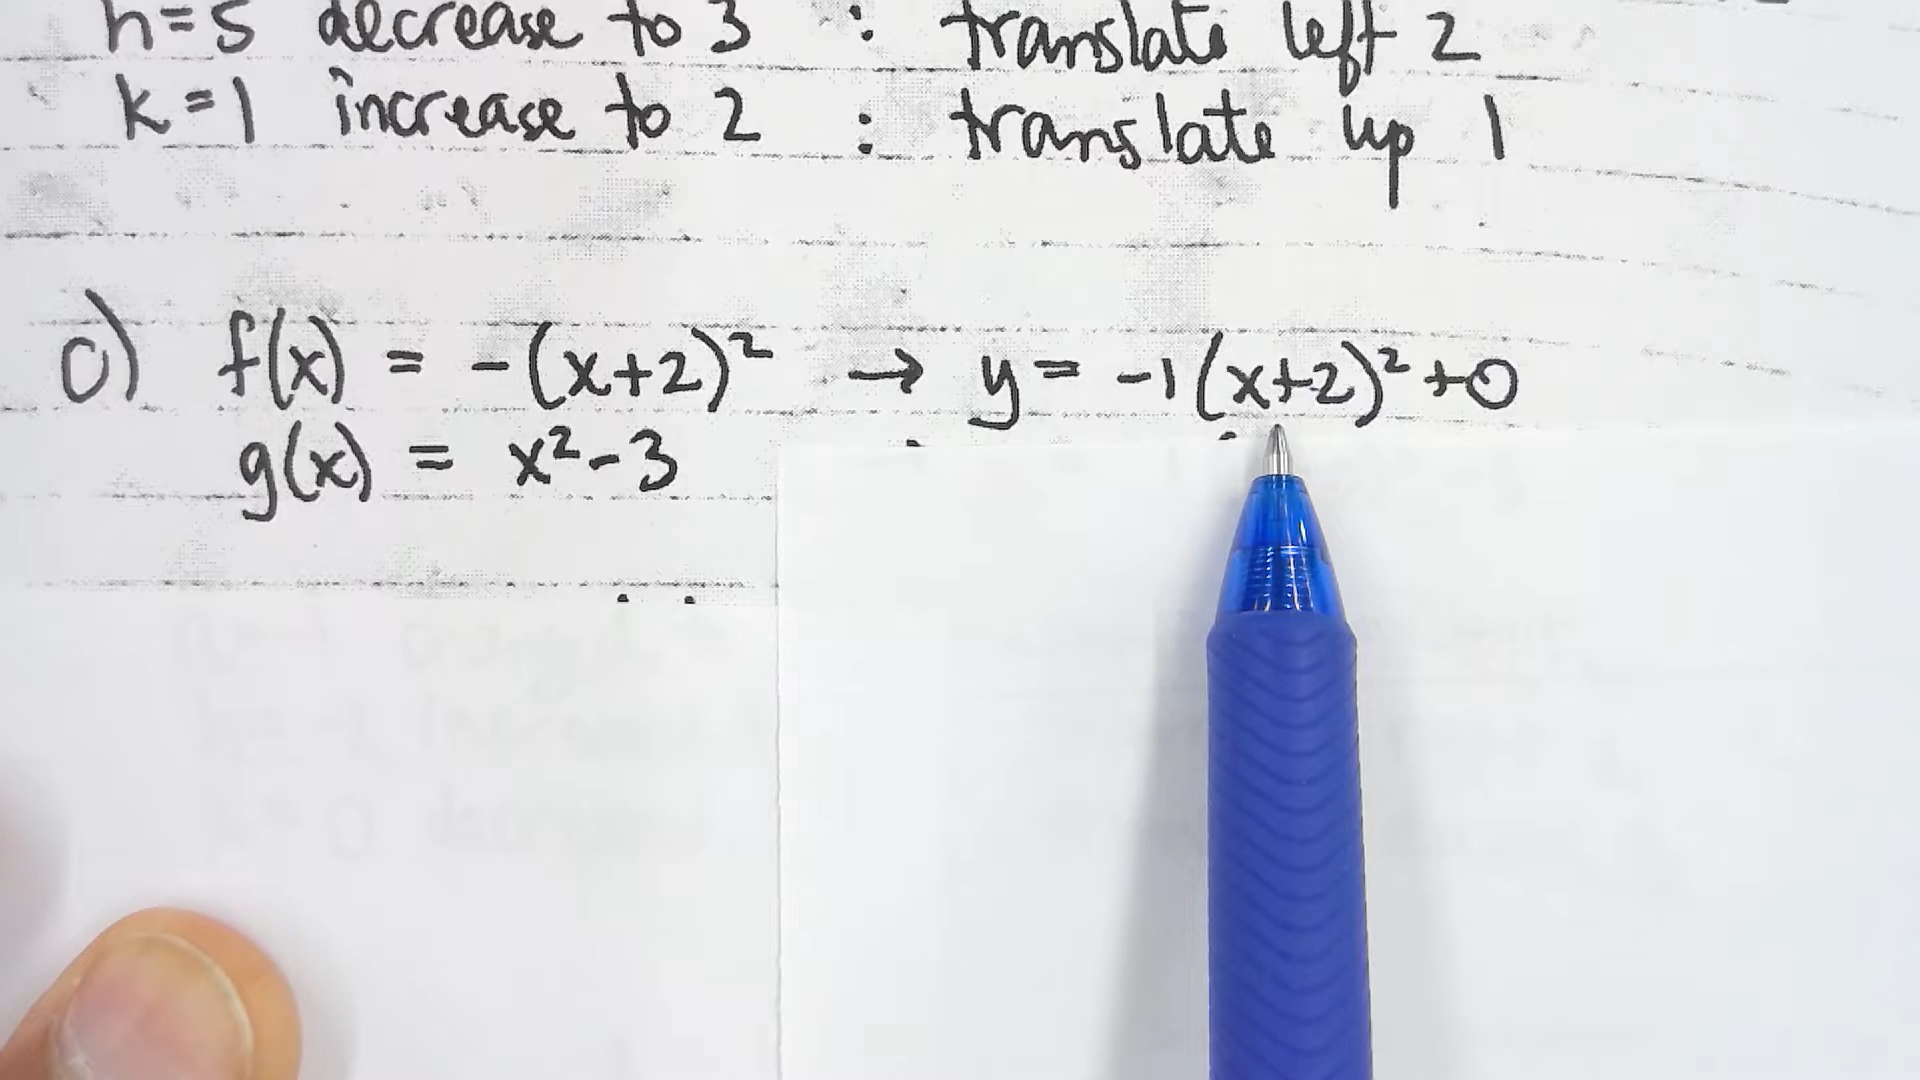 h=5 decrease to 3 : translate left 2
k=1 increase to 2 : translate up 1
c) f(x) = -(x+2)² → y = -1(x+2)²+0
g(x) = x²-3